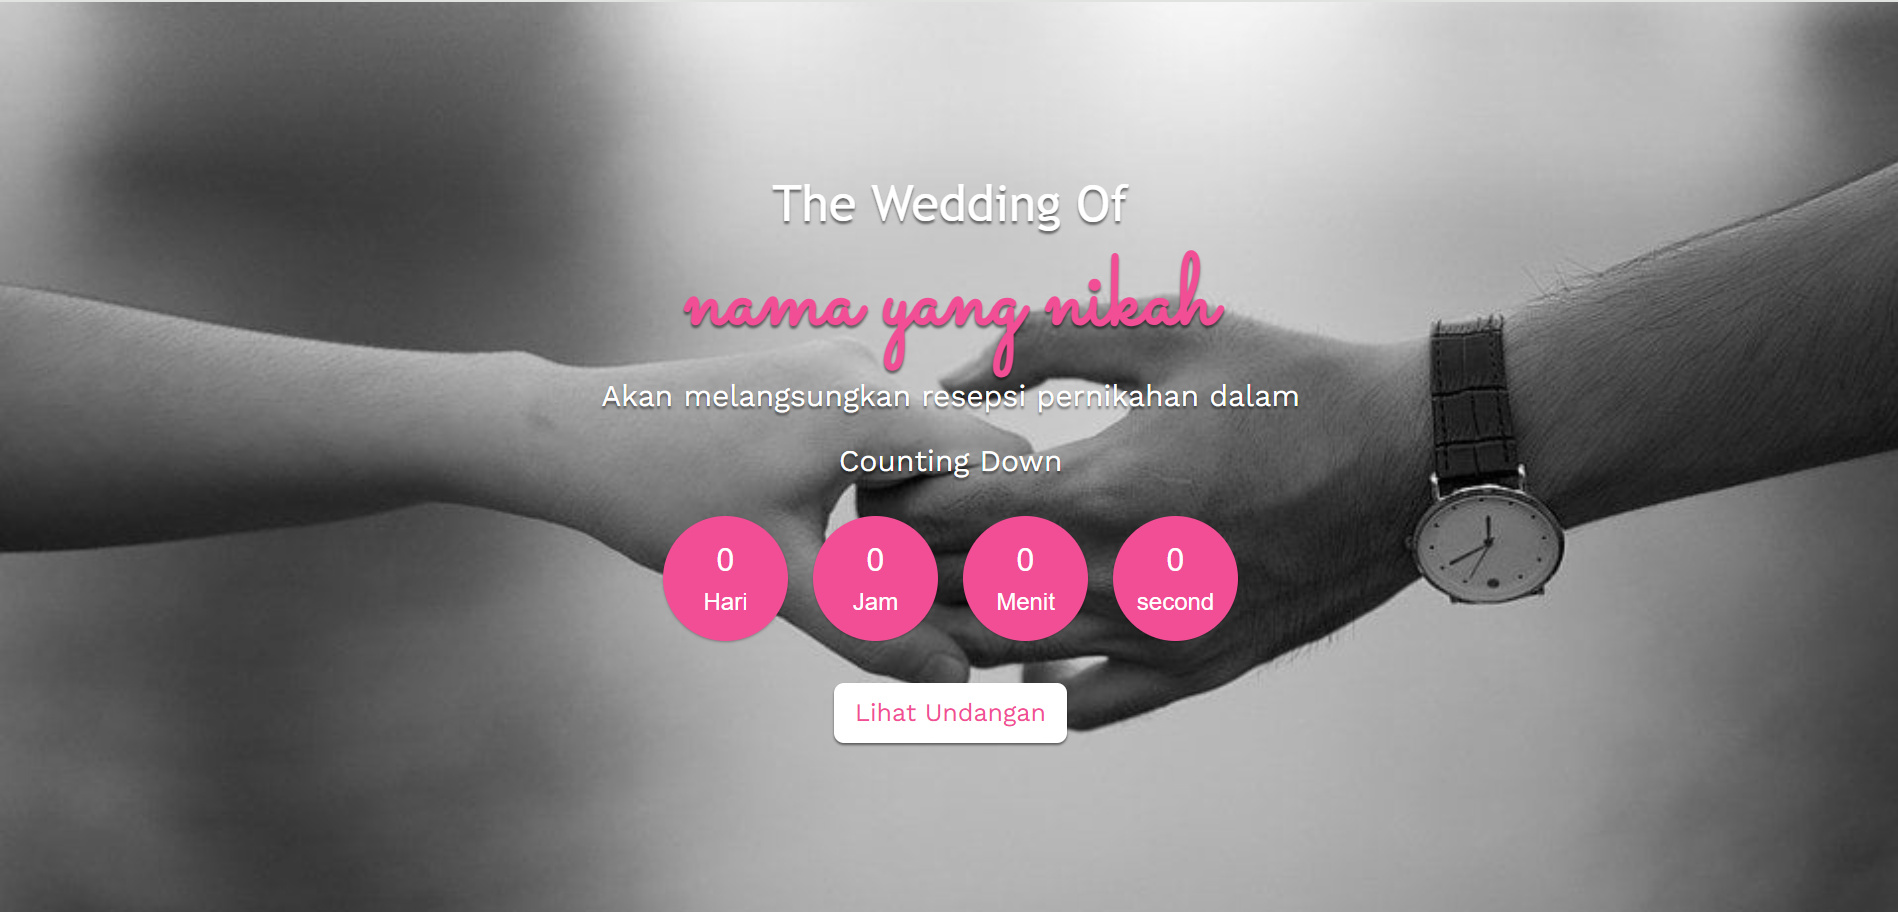 The Wedding Of
nama yang nikah
Akan melangsungkan resepsi pernikahan dalam
Counting Down
0 0 0 0
Hari Jam Menit second
Lihat Undangan